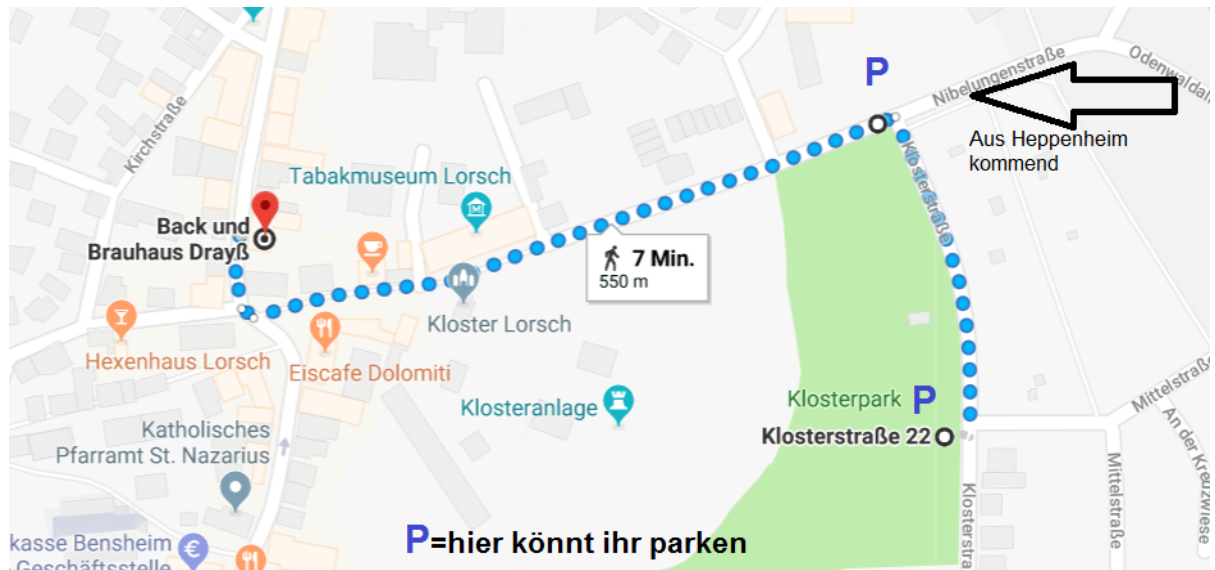 P
Nibelungenstraße
Odenwaldall
Aus Heppenheim
kommend
Kirchstraße
Tabakmuseum Lorsch
Klosterstraße
Back und
Brauhaus Drayß
7 Min.
550 m
Kloster Lorsch
Hexenhaus Lorsch
Eiscafe Dolomiti
Klosteranlage
Klosterpark P
Klosterstraße 22
Mittelstraße
An der Kreuzwiese
Mittelstraße
Klosterstra
Katholisches
Pfarramt St. Nazarius
kasse Bensheim
Geschäftsstelle
P=hier könnt ihr parken